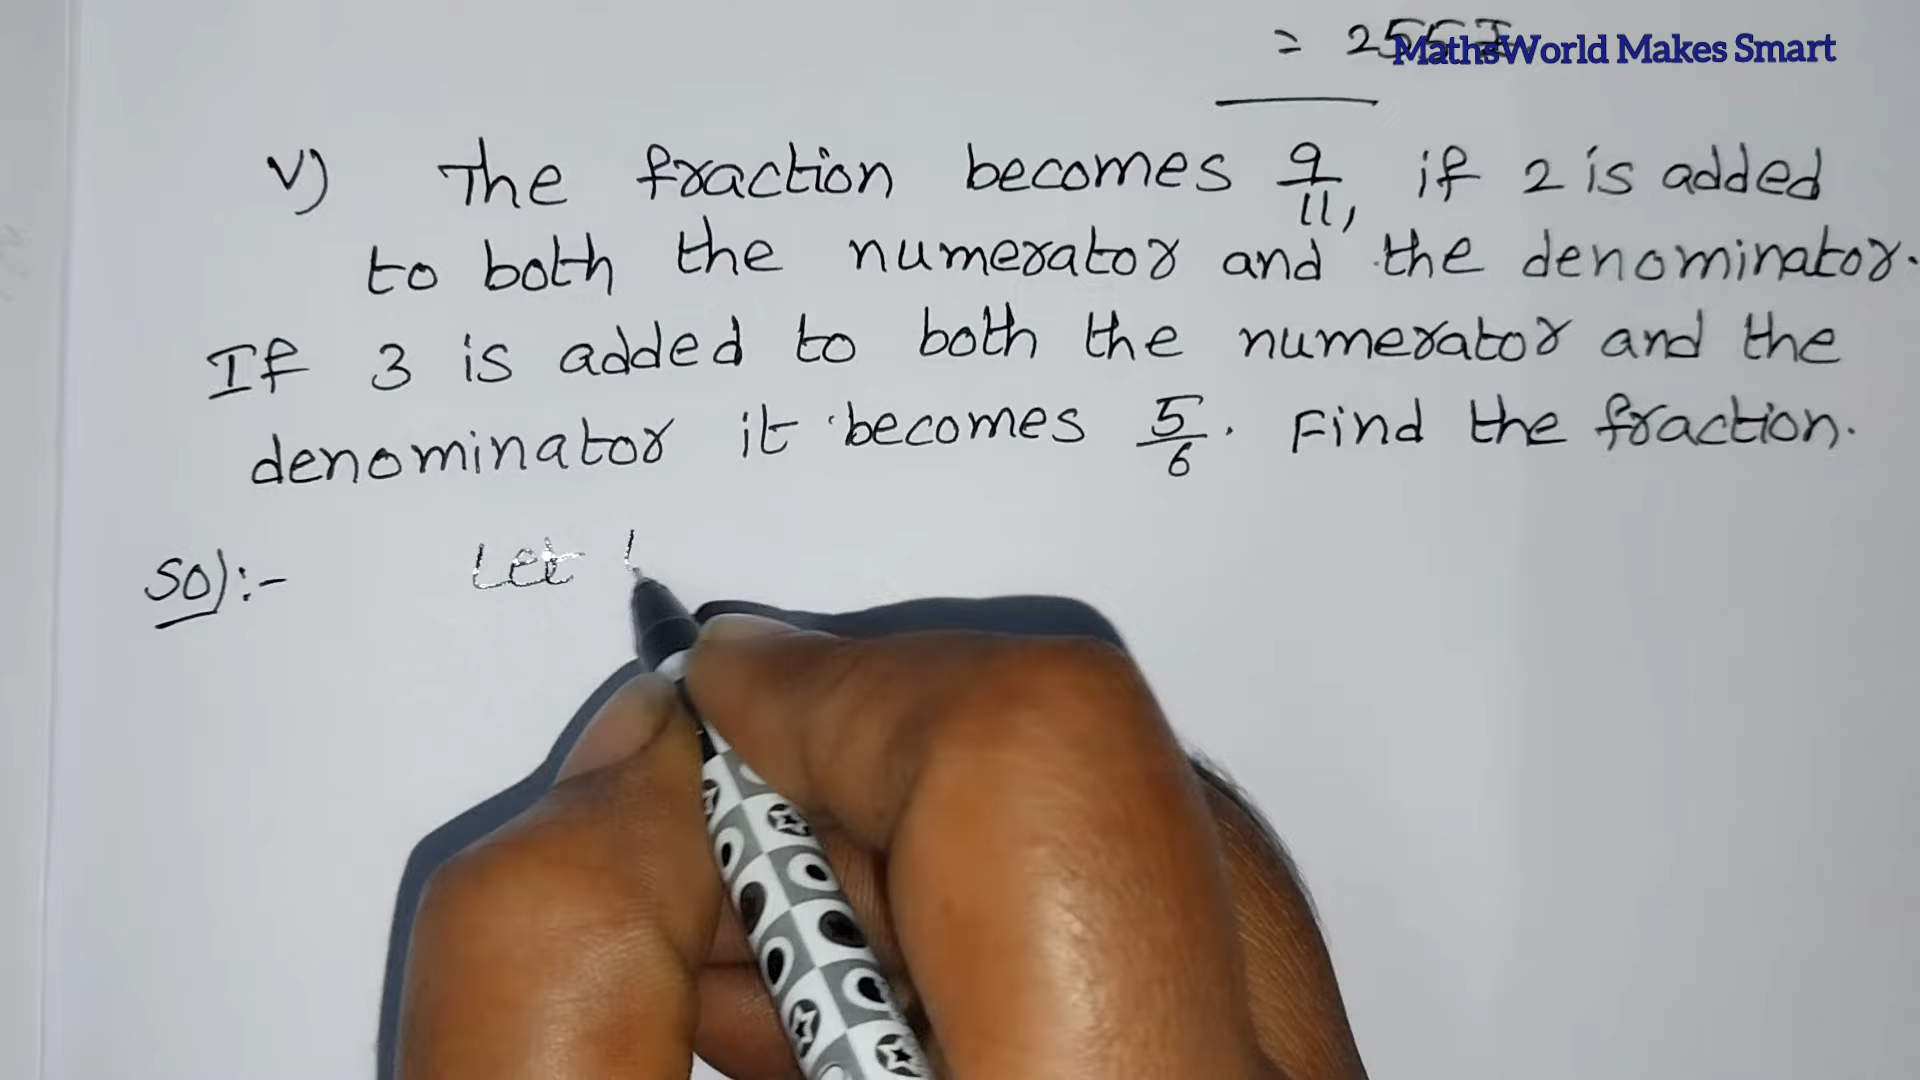 = 255
MathsWorld Makes Smart
V) The fraction becomes 9/11, if 2 is added
to both the numerator and the denominator.
If 3 is added to both the numerator and the
denominator it becomes 5/6. Find the fraction.
Sol:- Let